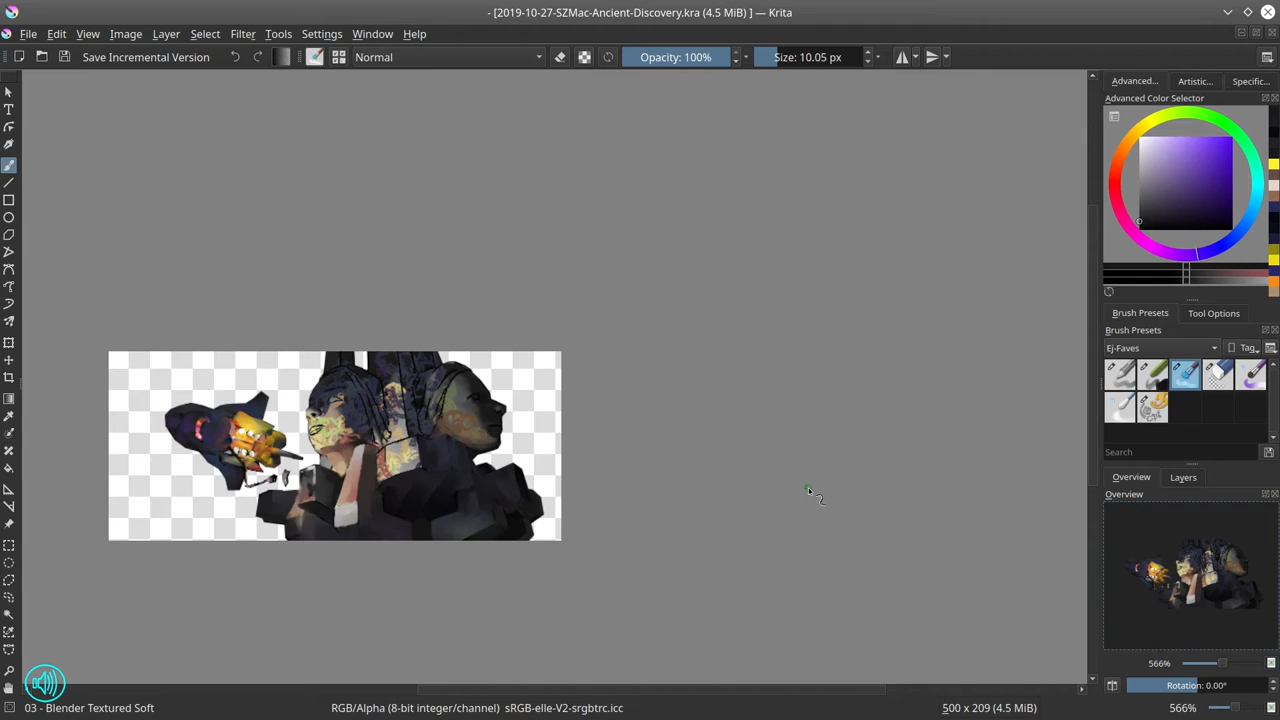 - [2019-10-27-SZMac-Ancient-Discovery.kra (4.5 MiB) ] — Krita
File Edit View Image Layer Select Filter Tools Settings Window Help
Save Incremental Version Normal Opacity: 100% Size: 10.05 px
Advanced... Artistic... Specific...
Advanced Color Selector
Brush Presets Tool Options
Brush Presets
Ej-Faves Tag
Search
Overview Layers
Overview
566%
Rotation: 0.00°
03 - Blender Textured Soft RGB/Alpha (8-bit integer/channel) sRGB-elle-V2-srgbtrc.icc 500 x 209 (4.5 MiB) 566%